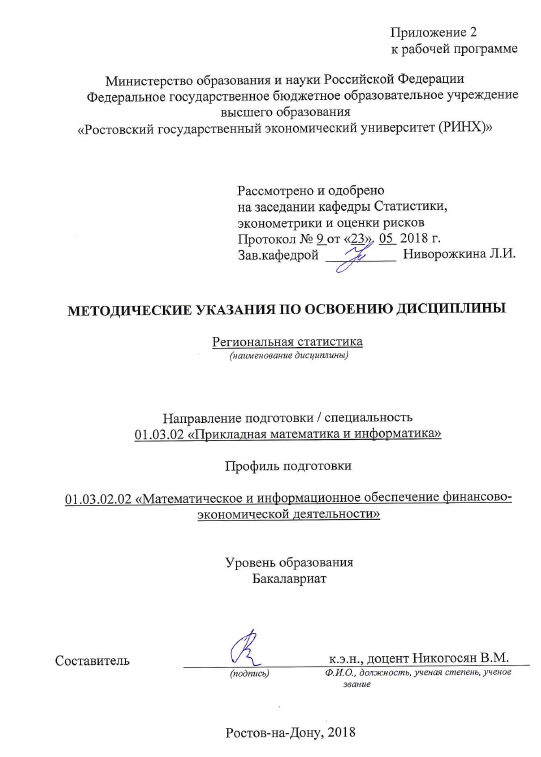 Приложение 2
к рабочей программе
Министерство образования и науки Российской Федерации
Федеральное государственное бюджетное образовательное учреждение
высшего образования
«Ростовский государственный экономический университет (РИНХ)»
Рассмотрено и одобрено
на заседании кафедры Статистики,
эконометрики и оценки рисков
Протокол № 9 от «23». 05 2018 г.
Зав.кафедрой Ниворожкина Л.И.
МЕТОДИЧЕСКИЕ УКАЗАНИЯ ПО ОСВОЕНИЮ ДИСЦИПЛИНЫ
Региональная статистика
(наименование дисциплины)
Направление подготовки / специальность
01.03.02 «Прикладная математика и информатика»
Профиль подготовки
01.03.02.02 «Математическое и информационное обеспечение финансово-
экономической деятельности»
Уровень образования
Бакалавриат
Составитель к.э.н., доцент Никогосян В.М.
(подпись) Ф.И.О., должность, ученая степень, ученое
звание
Ростов-на-Дону, 2018